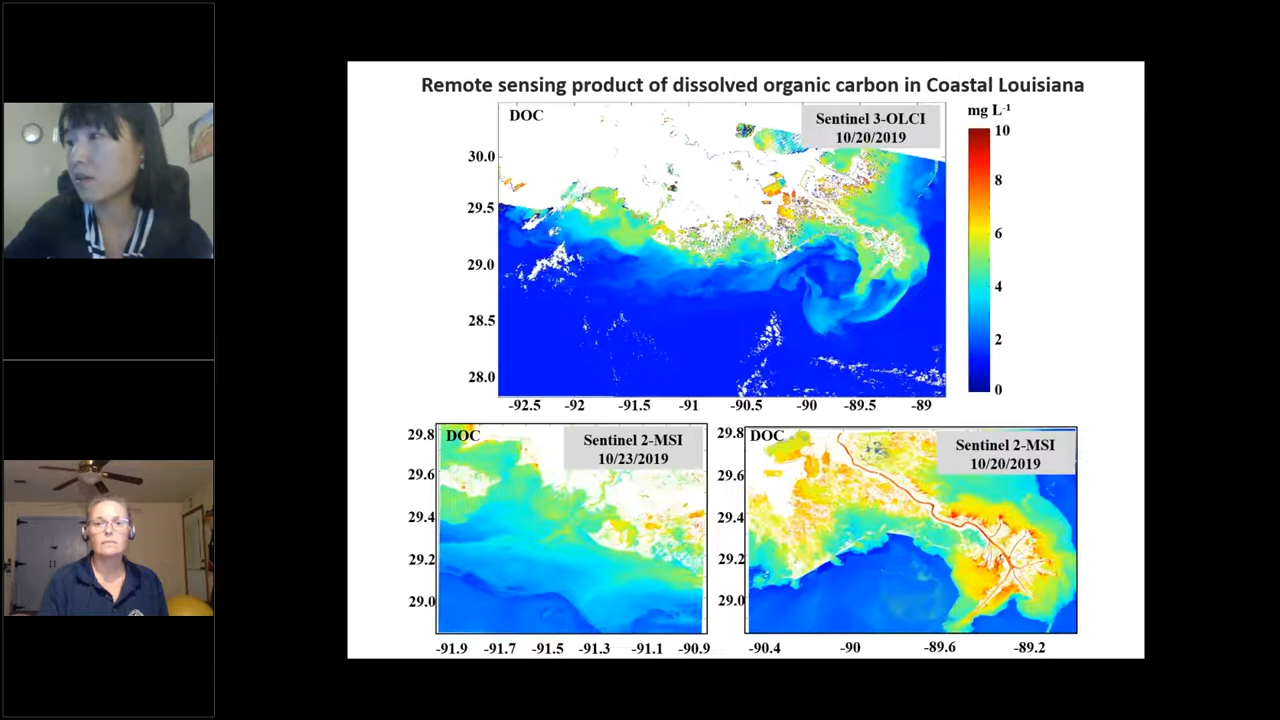 Remote sensing product of dissolved organic carbon in Coastal Louisiana
DOC
Sentinel 3-OLCI
10/20/2019
mg L-1
10
8
6
4
2
0
30.0
29.5
29.0
28.5
28.0
-92.5 -92 -91.5 -91 -90.5 -90 -89.5 -89
DOC
Sentinel 2-MSI
10/23/2019
29.8
29.6
29.4
29.2
29.0
-91.9 -91.7 -91.5 -91.3 -91.1 -90.9
DOC
Sentinel 2-MSI
10/20/2019
29.8
29.6
29.4
29.2
29.0
-90.4 -90 -89.6 -89.2